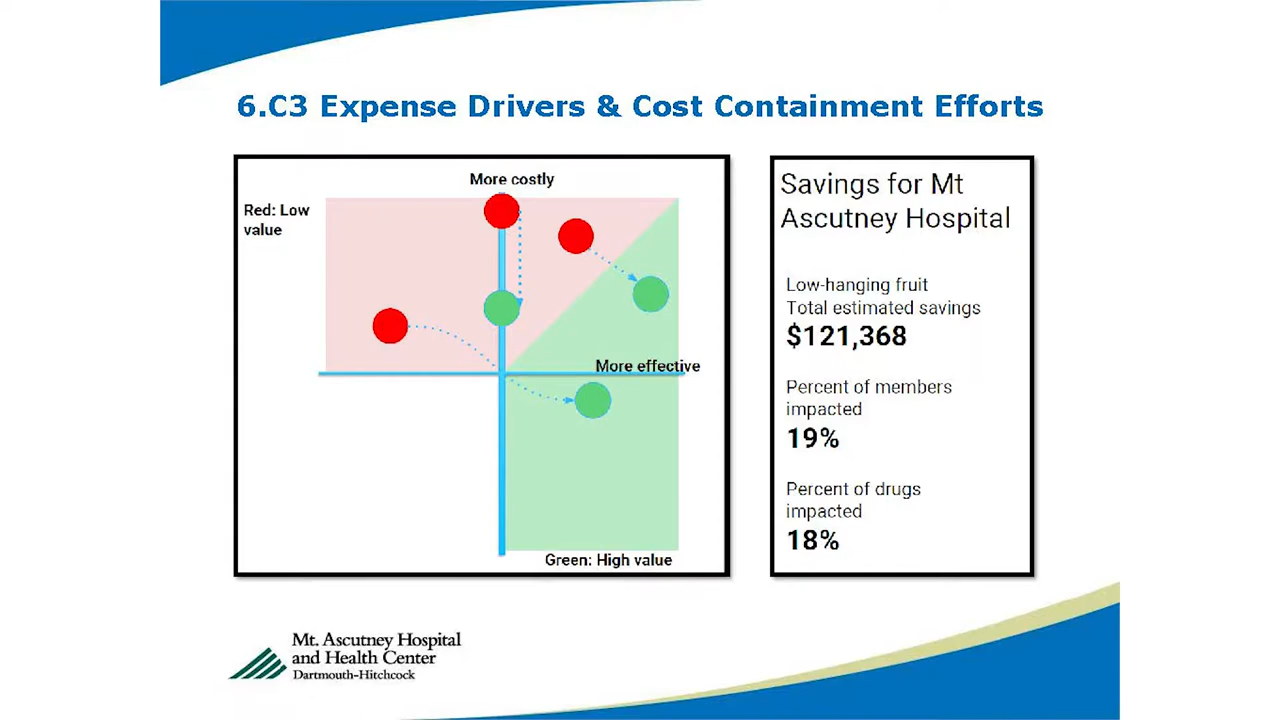 6.C3 Expense Drivers & Cost Containment Efforts
More costly
Red: Low
value
More effective
Green: High value
Savings for Mt
Ascutney Hospital
Low-hanging fruit
Total estimated savings
$121,368
Percent of members
impacted
19%
Percent of drugs
impacted
18%
Mt. Ascutney Hospital
and Health Center
Dartmouth-Hitchcock